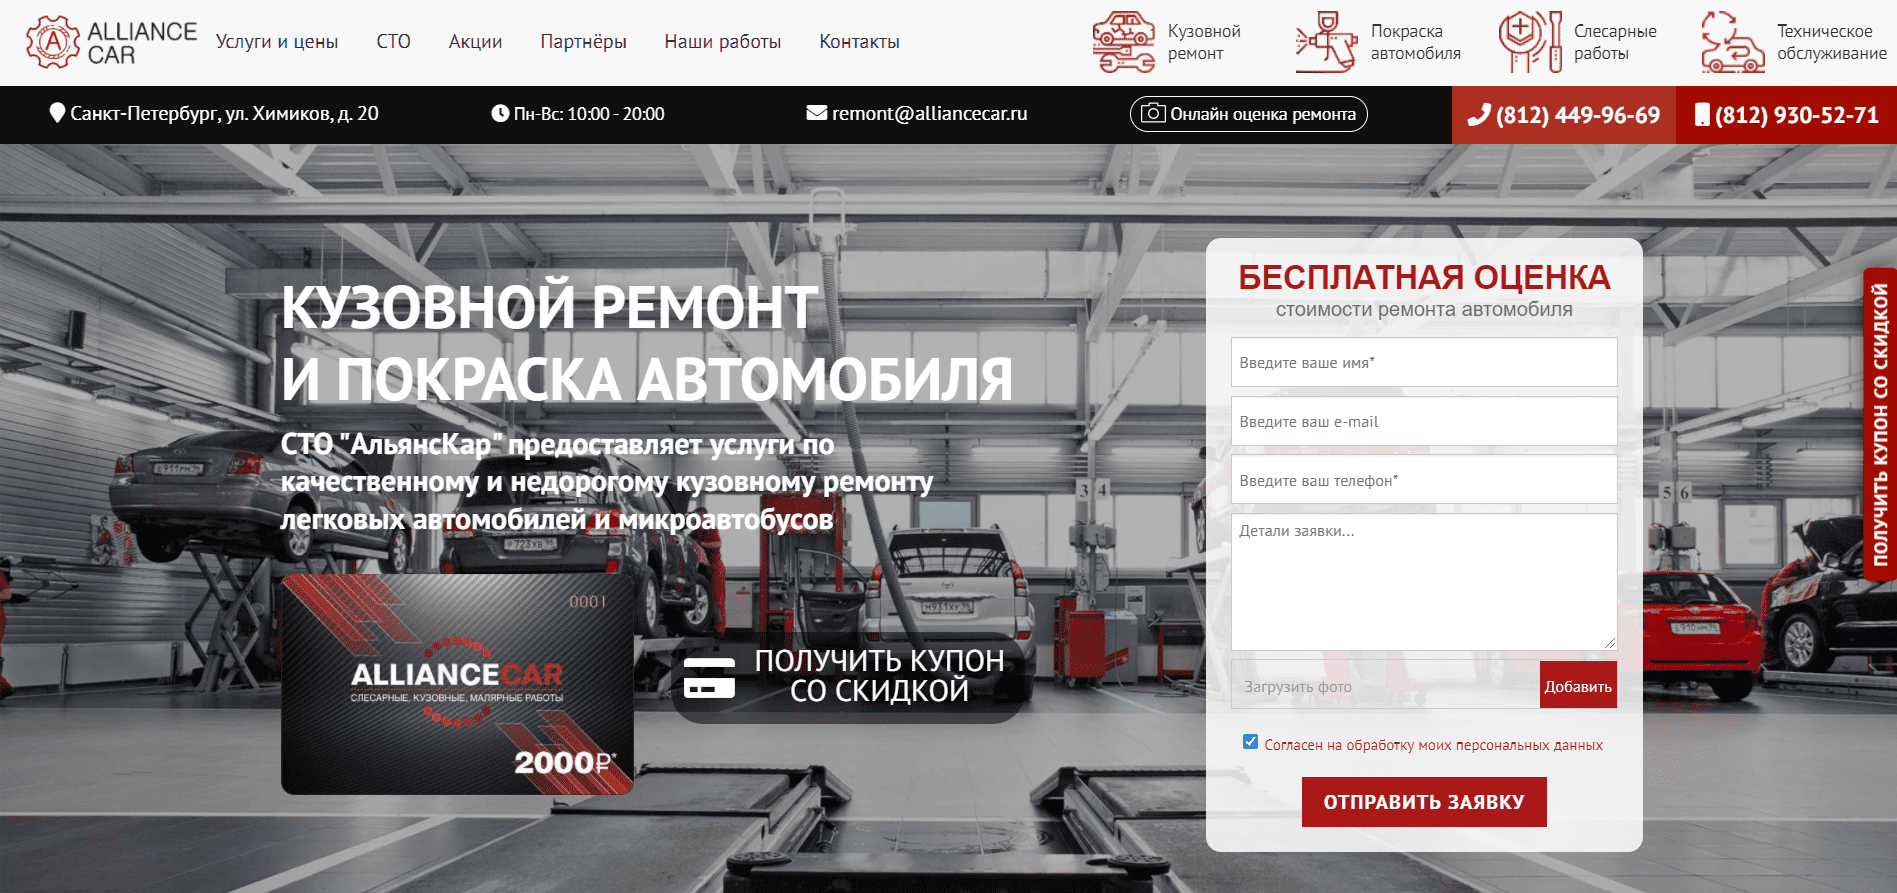 ALLIANCE
CAR
Услуги и цены
СТО
Акции
Партнёры
Наши работы
Контакты
Кузовной
ремонт
Покраска
автомобиля
Слесарные
работы
Техническое
обслуживание
Санкт-Петербург, ул. Химиков, д. 20
Пн-Вс: 10:00 - 20:00
remont@alliancecar.ru
Онлайн оценка ремонта
(812) 449-96-69
(812) 930-52-71
КУЗОВНОЙ РЕМОНТ
И ПОКРАСКА АВТОМОБИЛЯ
СТО "АльянсКар" предоставляет услуги по
качественному и недорогому кузовному ремонту
легковых автомобилей и микроавтобусов
0001
ALLIANCECAR
СЛЕСАРНЫЕ, КУЗОВНЫЕ, МАЛЯРНЫЕ РАБОТЫ
2000₽*
ПОЛУЧИТЬ КУПОН
СО СКИДКОЙ
БЕСПЛАТНАЯ ОЦЕНКА
стоимости ремонта автомобиля
Введите ваше имя*
Введите ваш e-mail
Введите ваш телефон*
Детали заявки...
Загрузить фото
Добавить
Согласен на обработку моих персональных данных
ОТПРАВИТЬ ЗАЯВКУ
ПОЛУЧИТЬ КУПОН СО СКИДКОЙ
3 4
5 6